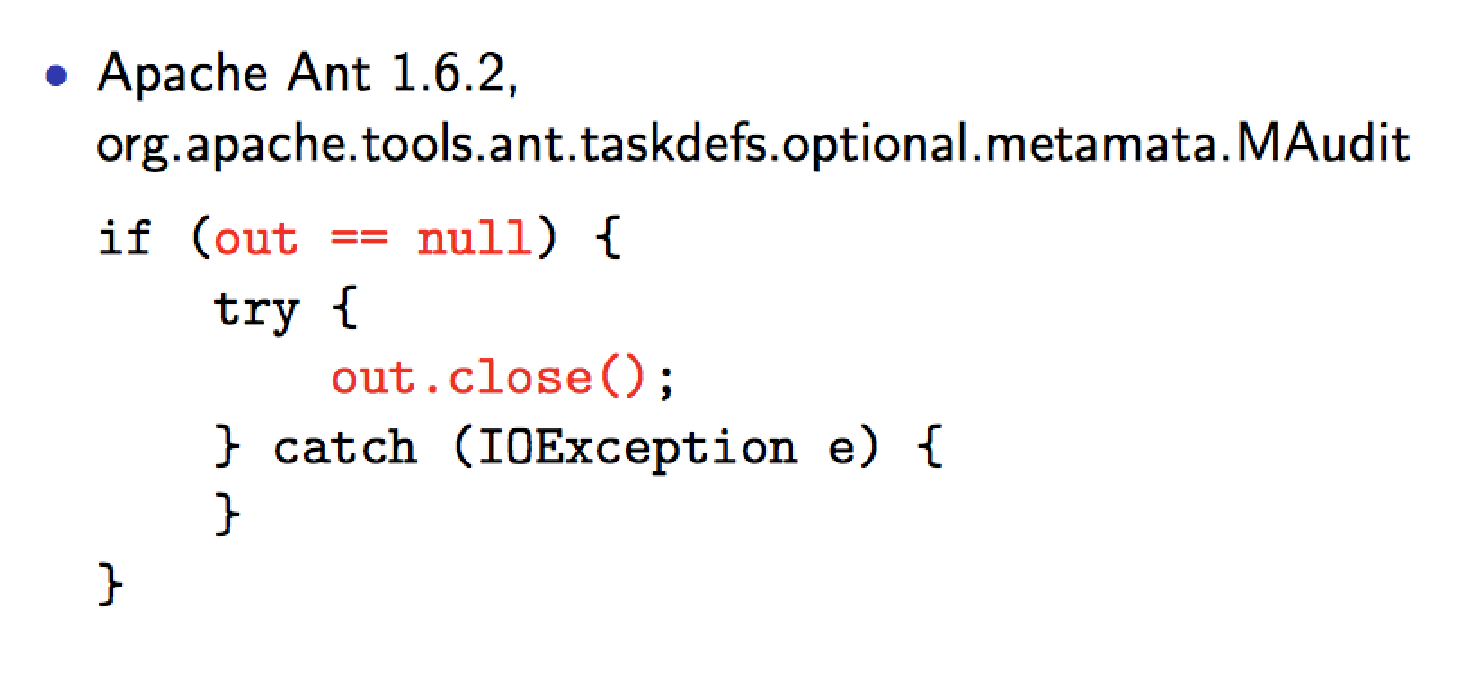 • Apache Ant 1.6.2,
org.apache.tools.ant.taskdefs.optional.metamata.MAudit
if (out == null) {
    try {
        out.close();
    } catch (IOException e) {
    }
}